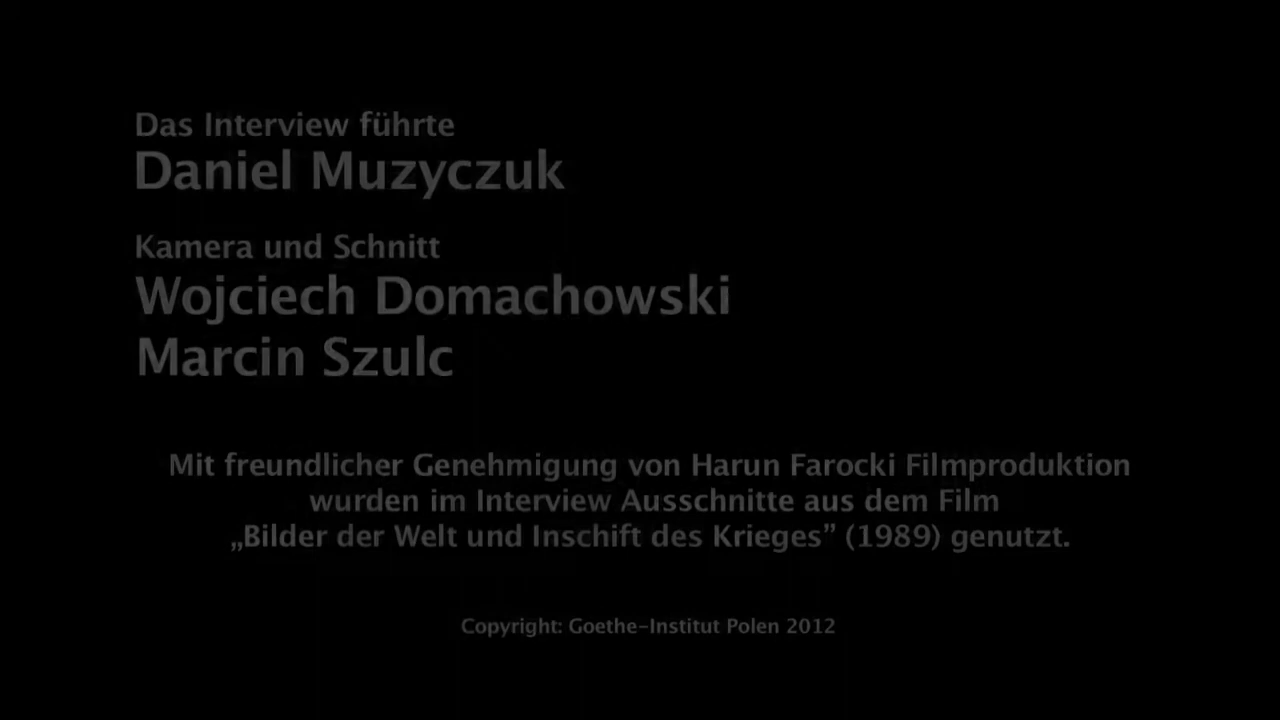 Das Interview führte
Daniel Muzyczuk
Kamera und Schnitt
Wojciech Domachowski
Marcin Szulc
Mit freundlicher Genehmigung von Harun Farocki Filmproduktion
wurden im Interview Ausschnitte aus dem Film
„Bilder der Welt und Inschift des Krieges” (1989) genutzt.
Copyright: Goethe-Institut Polen 2012